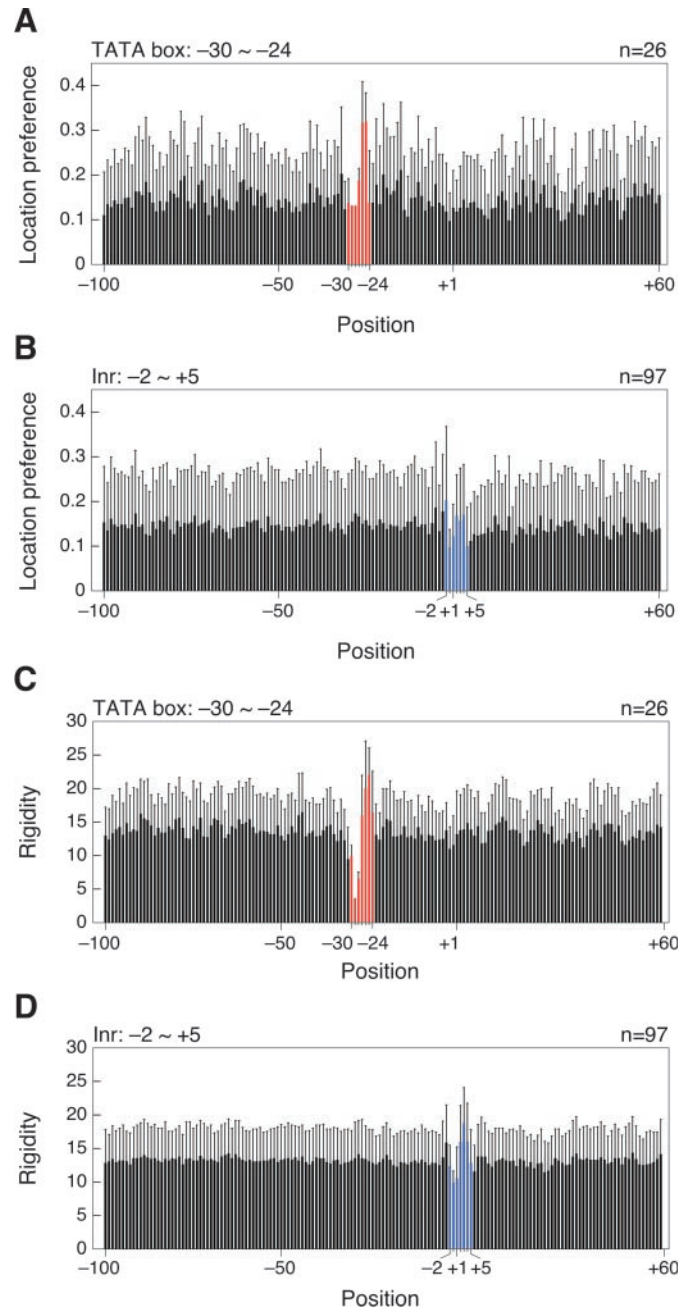 A
TATA box: −30 ~ −24 n=26
Location preference
0.4
0.3
0.2
0.1
0
−100 −50 −30 −24 +1 +60
Position
B
Inr: −2 ~ +5 n=97
Location preference
0.4
0.3
0.2
0.1
0
−100 −50 −2 +1 +5 +60
Position
C
TATA box: −30 ~ −24 n=26
Rigidity
30
25
20
15
10
5
0
−100 −50 −30 −24 +1 +60
Position
D
Inr: −2 ~ +5 n=97
Rigidity
30
25
20
15
10
5
0
−100 −50 −2 +1 +5 +60
Position